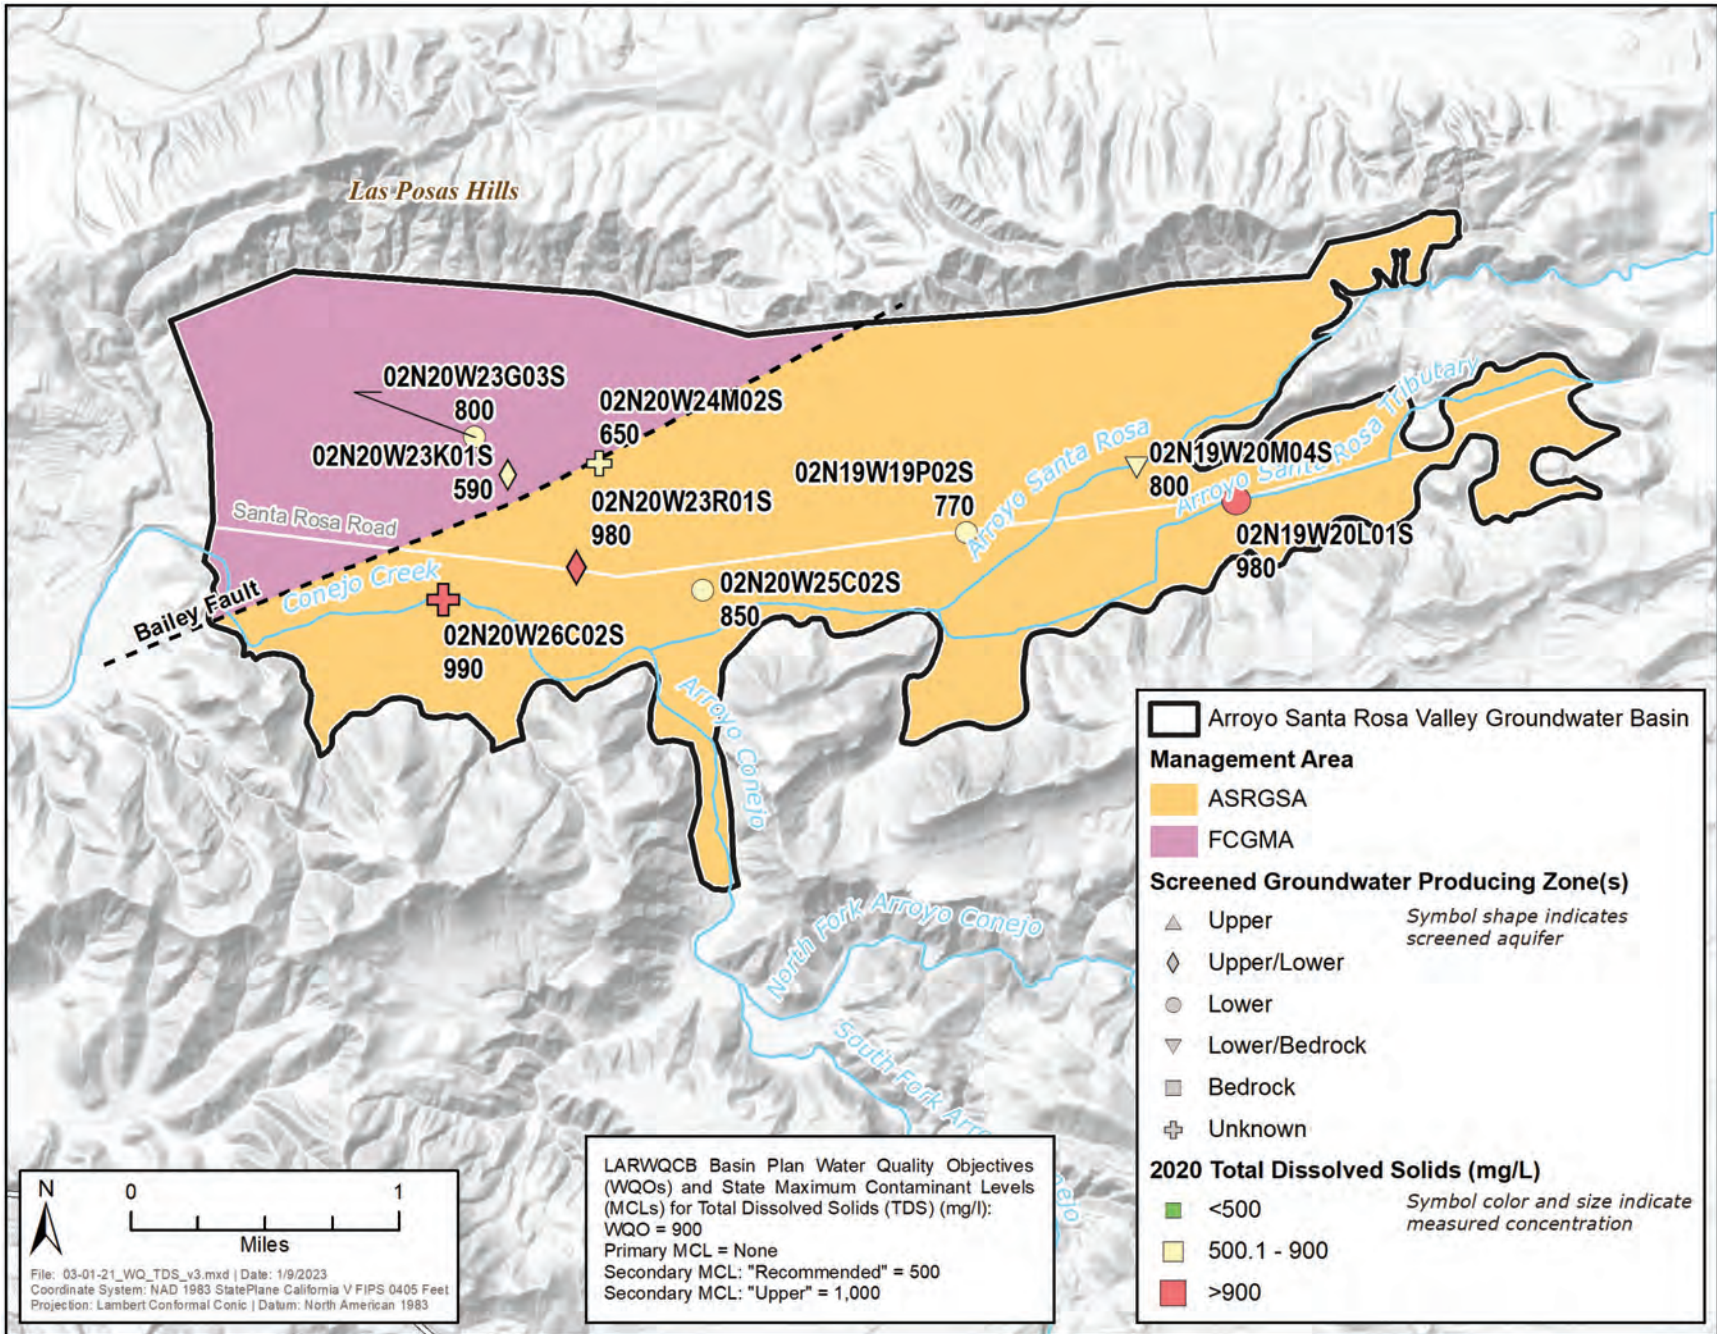 Las Posas Hills
02N20W23G03S
800
02N20W24M02S
650
02N20W23K01S
590
02N20W23R01S
980
02N19W19P02S
770
Arroyo Santa Rosa
02N19W20M04S
800
Arroyo Santa Rosa Tributary
02N19W20L01S
980
Santa Rosa Road
Conejo Creek
Bailey Fault
02N20W25C02S
850
02N20W26C02S
990
Arroyo Conejo
North Fork Arroyo Conejo
South Fork Arro
nejo
Arroyo Santa Rosa Valley Groundwater Basin
Management Area
ASRGSA
FCGMA
Screened Groundwater Producing Zone(s)
Upper
Symbol shape indicates
screened aquifer
Upper/Lower
Lower
Lower/Bedrock
Bedrock
Unknown
2020 Total Dissolved Solids (mg/L)
<500
Symbol color and size indicate
measured concentration
500.1 - 900
>900
N
0 1
Miles
File: 03-01-21_WQ_TDS_v3.mxd | Date: 1/9/2023
Coordinate System: NAD 1983 StatePlane California V FIPS 0405 Feet
Projection: Lambert Conformal Conic | Datum: North American 1983
LARWQCB Basin Plan Water Quality Objectives
(WQOs) and State Maximum Contaminant Levels
(MCLs) for Total Dissolved Solids (TDS) (mg/l):
WQO = 900
Primary MCL = None
Secondary MCL: "Recommended" = 500
Secondary MCL: "Upper" = 1,000